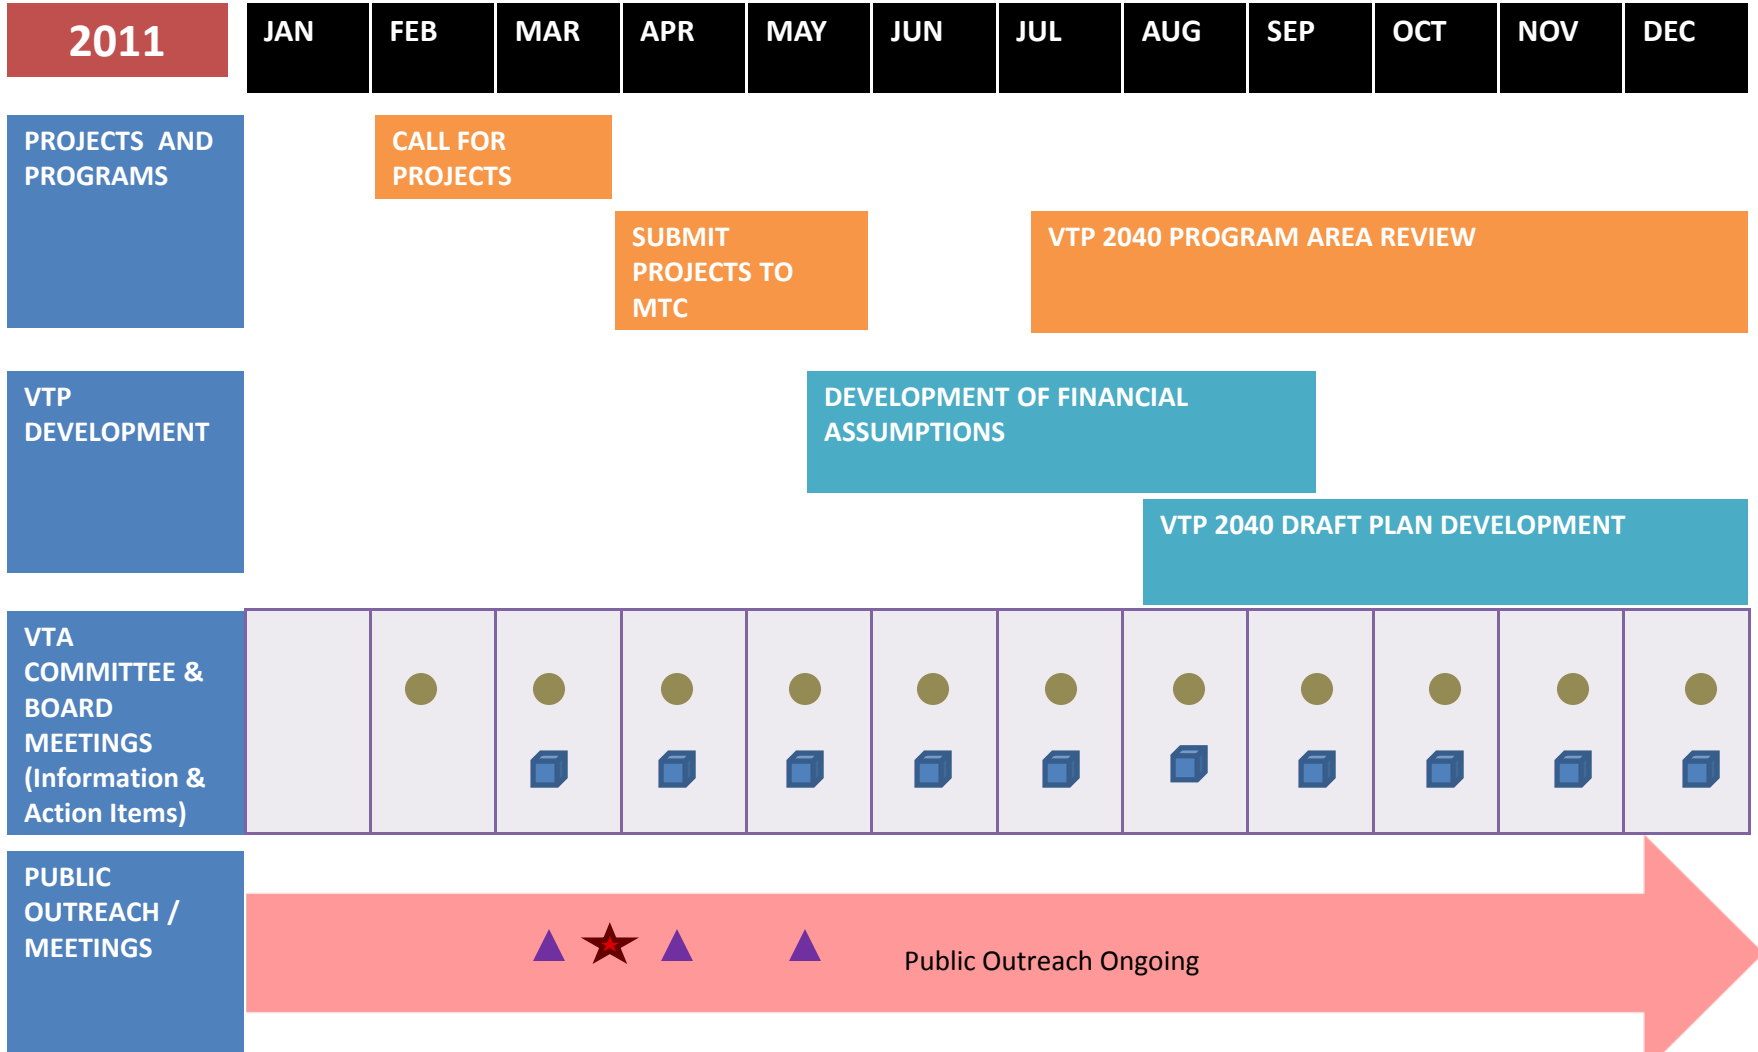 2011
JAN
FEB
MAR
APR
MAY
JUN
JUL
AUG
SEP
OCT
NOV
DEC
PROJECTS AND
PROGRAMS
CALL FOR
PROJECTS
SUBMIT
PROJECTS TO
MTC
VTP 2040 PROGRAM AREA REVIEW
VTP
DEVELOPMENT
DEVELOPMENT OF FINANCIAL
ASSUMPTIONS
VTP 2040 DRAFT PLAN DEVELOPMENT
VTA
COMMITTEE &
BOARD
MEETINGS
(Information &
Action Items)
PUBLIC
OUTREACH /
MEETINGS
Public Outreach Ongoing